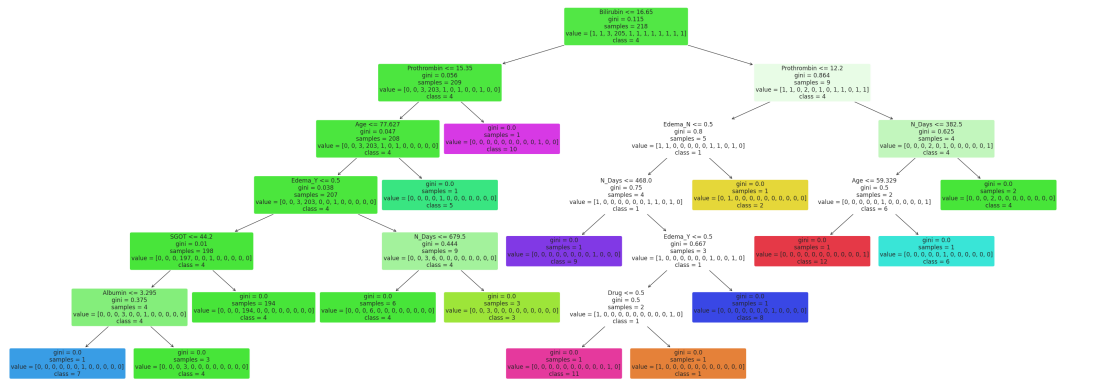 Bilirubin <= 16.65
gini = 0.115
samples = 218
value = [1, 1, 3, 205, 1, 1, 1, 1, 1, 1, 1, 1]
class = 4
Prothrombin <= 15.35
gini = 0.056
samples = 209
value = [0, 0, 3, 203, 1, 0, 1, 0, 0, 1, 0, 0]
class = 4
Prothrombin <= 12.2
gini = 0.864
samples = 9
value = [1, 1, 0, 2, 0, 1, 0, 1, 1, 0, 1, 1]
class = 4
Age <= 77.627
gini = 0.047
samples = 208
value = [0, 0, 3, 203, 1, 0, 1, 0, 0, 0, 0, 0]
class = 4
gini = 0.0
samples = 1
value = [0, 0, 0, 0, 0, 0, 0, 0, 0, 1, 0, 0]
class = 10
Edema_N <= 0.5
gini = 0.8
samples = 5
value = [1, 1, 0, 0, 0, 0, 0, 1, 1, 0, 1, 0]
class = 1
N_Days <= 382.5
gini = 0.625
samples = 4
value = [0, 0, 0, 2, 0, 1, 0, 0, 0, 0, 0, 1]
class = 4
Edema_Y <= 0.5
gini = 0.038
samples = 207
value = [0, 0, 3, 203, 0, 0, 1, 0, 0, 0, 0, 0]
class = 4
gini = 0.0
samples = 1
value = [0, 0, 0, 0, 1, 0, 0, 0, 0, 0, 0, 0]
class = 5
N_Days <= 468.0
gini = 0.75
samples = 4
value = [1, 0, 0, 0, 0, 0, 0, 1, 1, 0, 1, 0]
class = 1
gini = 0.0
samples = 1
value = [0, 1, 0, 0, 0, 0, 0, 0, 0, 0, 0, 0]
class = 2
Age <= 59.329
gini = 0.5
samples = 2
value = [0, 0, 0, 0, 0, 1, 0, 0, 0, 0, 0, 1]
class = 6
gini = 0.0
samples = 2
value = [0, 0, 0, 2, 0, 0, 0, 0, 0, 0, 0, 0]
class = 4
SGOT <= 44.2
gini = 0.01
samples = 198
value = [0, 0, 0, 197, 0, 0, 1, 0, 0, 0, 0, 0]
class = 4
N_Days <= 679.5
gini = 0.444
samples = 9
value = [0, 0, 3, 6, 0, 0, 0, 0, 0, 0, 0, 0]
class = 4
gini = 0.0
samples = 1
value = [0, 0, 0, 0, 0, 0, 0, 0, 1, 0, 0, 0]
class = 9
Edema_Y <= 0.5
gini = 0.667
samples = 3
value = [1, 0, 0, 0, 0, 0, 0, 1, 0, 0, 1, 0]
class = 1
gini = 0.0
samples = 1
value = [0, 0, 0, 0, 0, 0, 0, 0, 0, 0, 0, 1]
class = 12
gini = 0.0
samples = 1
value = [0, 0, 0, 0, 0, 1, 0, 0, 0, 0, 0, 0]
class = 6
Albumin <= 3.295
gini = 0.375
samples = 4
value = [0, 0, 0, 3, 0, 0, 1, 0, 0, 0, 0, 0]
class = 4
gini = 0.0
samples = 194
value = [0, 0, 0, 194, 0, 0, 0, 0, 0, 0, 0, 0]
class = 4
gini = 0.0
samples = 6
value = [0, 0, 0, 6, 0, 0, 0, 0, 0, 0, 0, 0]
class = 4
gini = 0.0
samples = 3
value = [0, 0, 3, 0, 0, 0, 0, 0, 0, 0, 0, 0]
class = 3
Drug <= 0.5
gini = 0.5
samples = 2
value = [1, 0, 0, 0, 0, 0, 0, 0, 0, 0, 1, 0]
class = 1
gini = 0.0
samples = 1
value = [0, 0, 0, 0, 0, 0, 0, 1, 0, 0, 0, 0]
class = 8
gini = 0.0
samples = 1
value = [0, 0, 0, 0, 0, 0, 1, 0, 0, 0, 0, 0]
class = 7
gini = 0.0
samples = 3
value = [0, 0, 0, 3, 0, 0, 0, 0, 0, 0, 0, 0]
class = 4
gini = 0.0
samples = 1
value = [0, 0, 0, 0, 0, 0, 0, 0, 0, 0, 1, 0]
class = 11
gini = 0.0
samples = 1
value = [1, 0, 0, 0, 0, 0, 0, 0, 0, 0, 0, 0]
class = 1